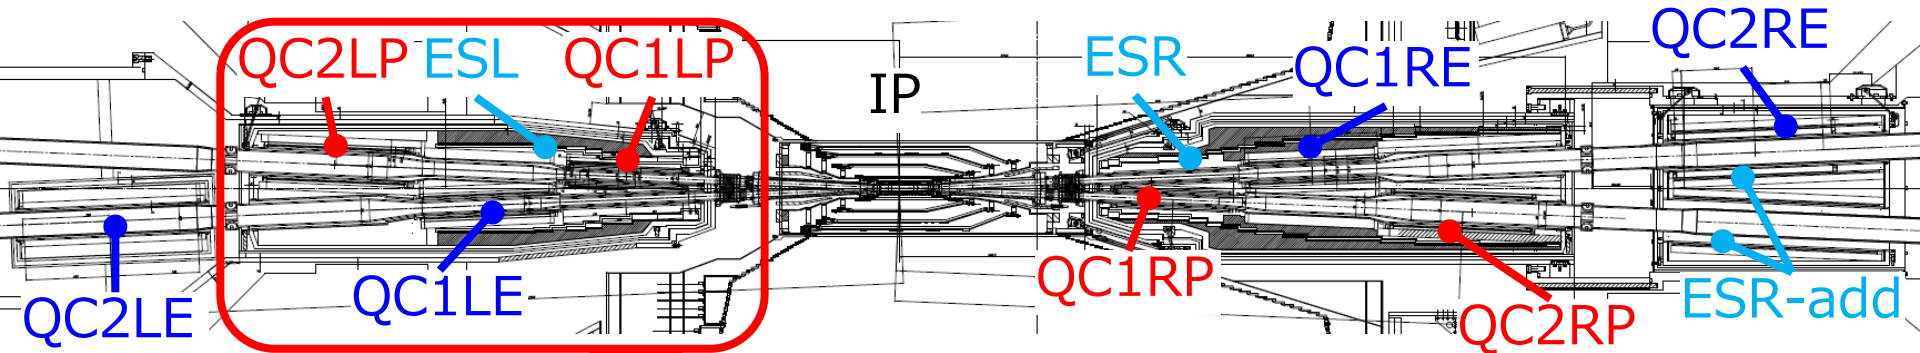 QC2LP ESL QC1LP
IP
ESR
QC1RE
QC2RE
QC2LE
QC1LE
QC1RP
QC2RP
ESR-add